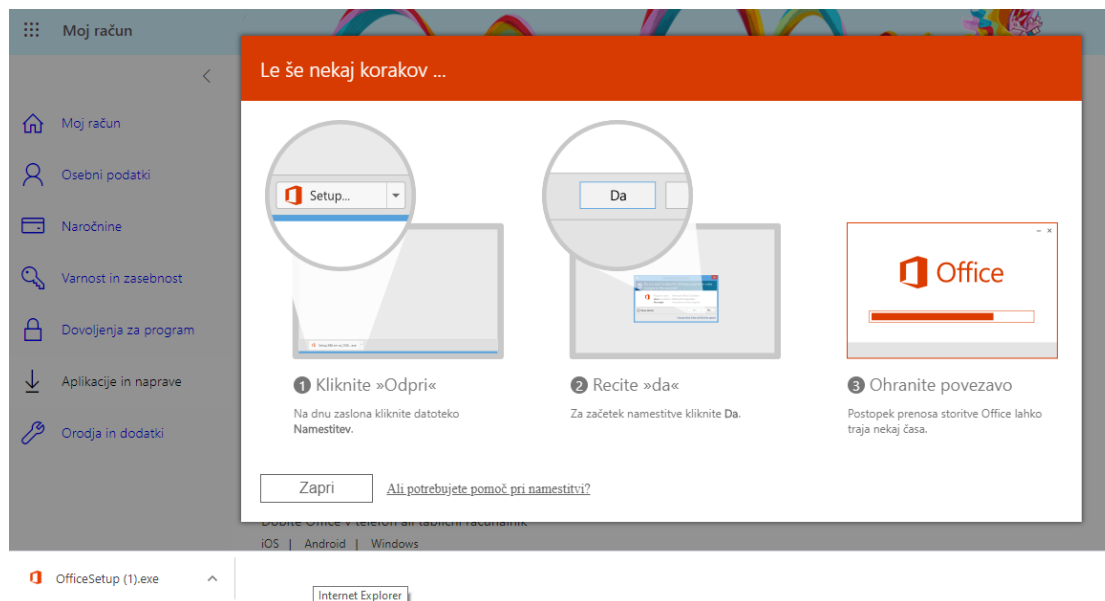 Moj račun
Le še nekaj korakov ...
Moj račun
Osebni podatki
Naročnine
Varnost in zasebnost
Dovoljenja za program
Aplikacije in naprave
Orodja in dodatki
Setup...
Da
Office
1 Kliknite »Odpri«
Na dnu zaslona kliknite datoteko
Namestitev.
2 Recite »da«
Za začetek namestitve kliknite Da.
3 Ohranite povezavo
Postopek prenosa storitve Office lahko
traja nekaj časa.
Zapri
Ali potrebujete pomoč pri namestitvi?
Dobite Office v telefon ali tablični računalnik
iOS | Android | Windows
OfficeSetup (1).exe
Internet Explorer